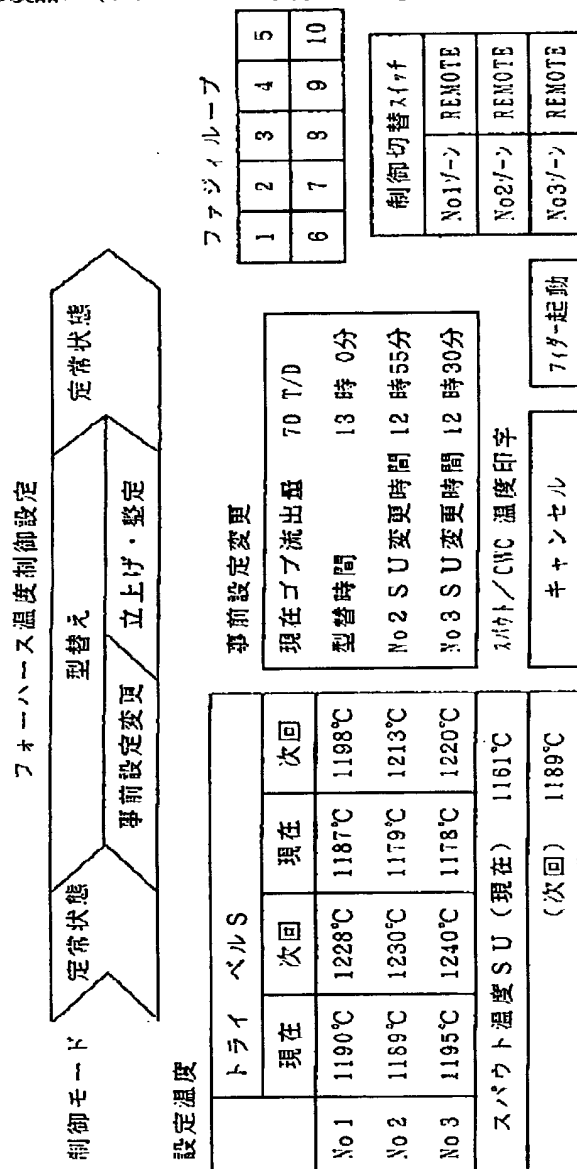 フォーハース温度制御設定
制御モード
定常状態
型替え
定常状態
事前設定変更
立上げ・整定
設定温度
トライ ベルS
現在 次回 現在 次回
No1 1190℃ 1228℃ 1187℃ 1198℃
No2 1189℃ 1230℃ 1179℃ 1213℃
No3 1195℃ 1240℃ 1178℃ 1220℃
スパウト温度SU (現在) 1161℃
(次回) 1189℃
事前設定変更
現在ゴブ流出量 70 T/D
型替時間 13 時 0分
No2 SU変更時間 12 時55分
No3 SU変更時間 12 時30分
スパウト/CWC 温度印字
キャンセル
フィダー起動
ファジィループ
1 2 3 4 5
6 7 8 9 10
制御切替スイッチ
No1ゾーン REMOTE
No2ゾーン REMOTE
No3ゾーン REMOTE